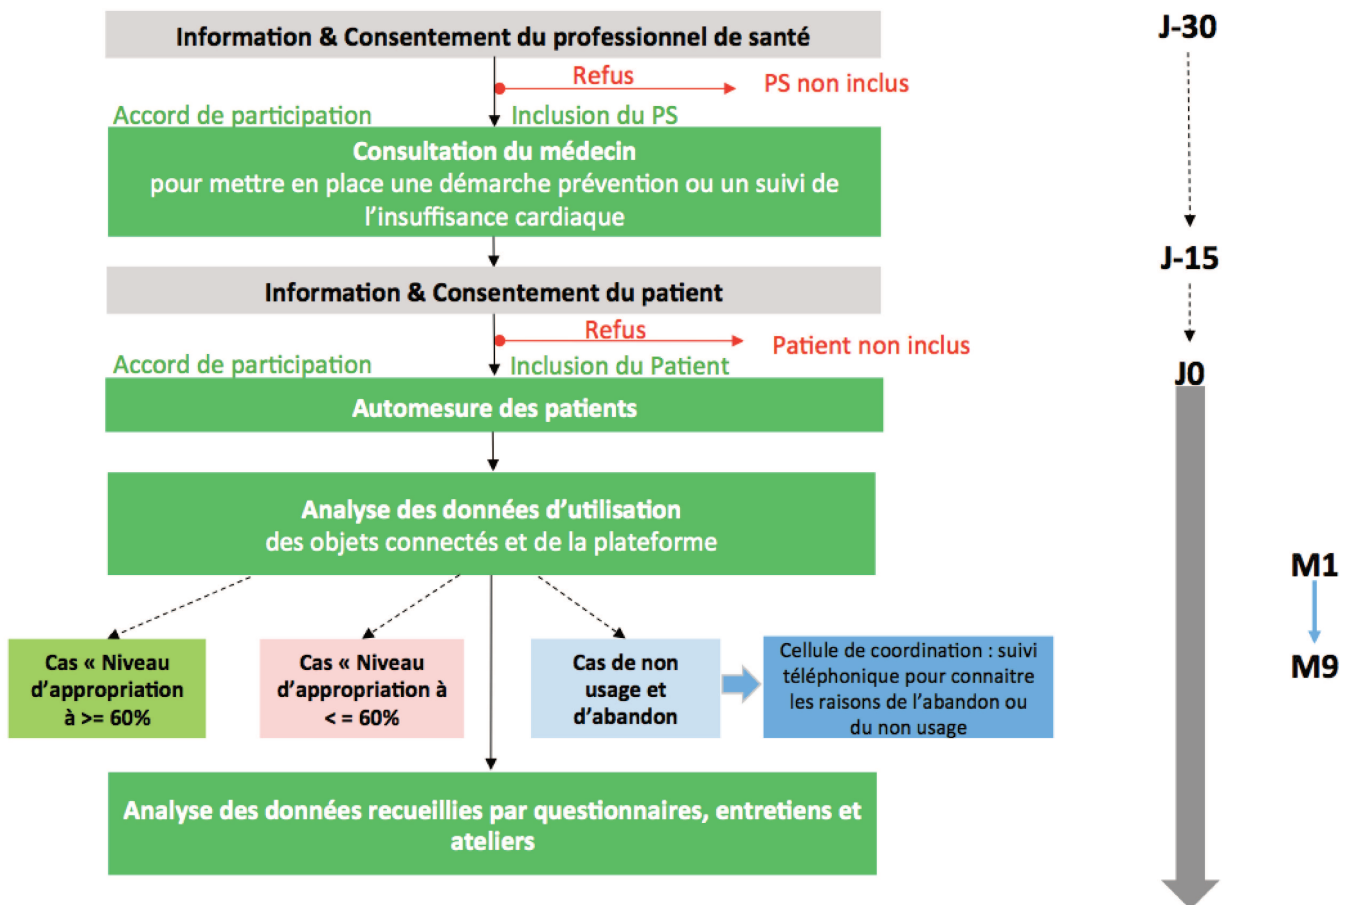 Information & Consentement du professionnel de santé
J-30
Refus
PS non inclus
Accord de participation
Inclusion du PS
Consultation du médecin
pour mettre en place une démarche prévention ou un suivi de
l'insuffisance cardiaque
J-15
Information & Consentement du patient
Refus
Patient non inclus
Accord de participation
Inclusion du Patient
J0
Automesure des patients
Analyse des données d'utilisation
des objets connectés et de la plateforme
M1
M9
Cas « Niveau
d'appropriation
à >= 60%
Cas « Niveau
d'appropriation à
< = 60%
Cas de non
usage et
d'abandon
Cellule de coordination : suivi
téléphonique pour connaitre
les raisons de l'abandon ou
du non usage
Analyse des données recueillies par questionnaires, entretiens et
ateliers